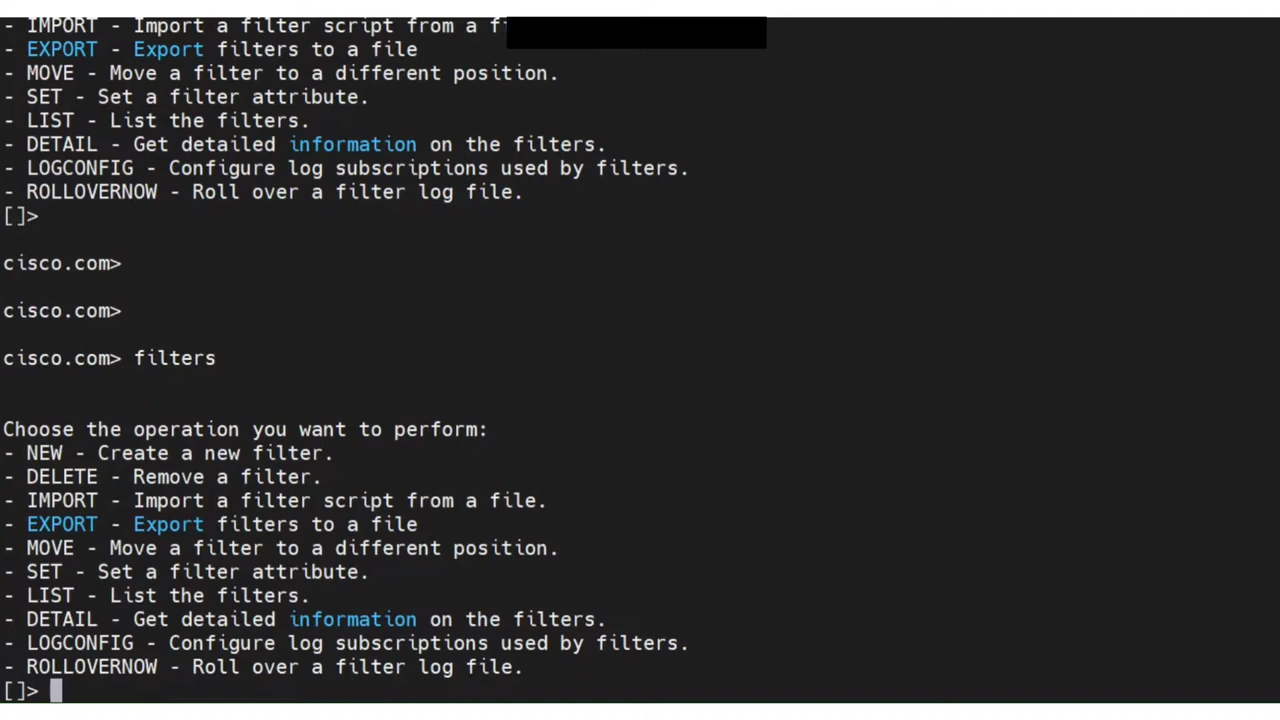 - IMPORT - Import a filter script from a
- EXPORT - Export filters to a file
- MOVE - Move a filter to a different position.
- SET - Set a filter attribute.
- LIST - List the filters.
- DETAIL - Get detailed information on the filters.
- LOGCONFIG - Configure log subscriptions used by filters.
- ROLLOVERNOW - Roll over a filter log file.
[]>
cisco.com>
cisco.com>
cisco.com> filters
Choose the operation you want to perform:
- NEW - Create a new filter.
- DELETE - Remove a filter.
- IMPORT - Import a filter script from a file.
- EXPORT - Export filters to a file
- MOVE - Move a filter to a different position.
- SET - Set a filter attribute.
- LIST - List the filters.
- DETAIL - Get detailed information on the filters.
- LOGCONFIG - Configure log subscriptions used by filters.
- ROLLOVERNOW - Roll over a filter log file.
[]>